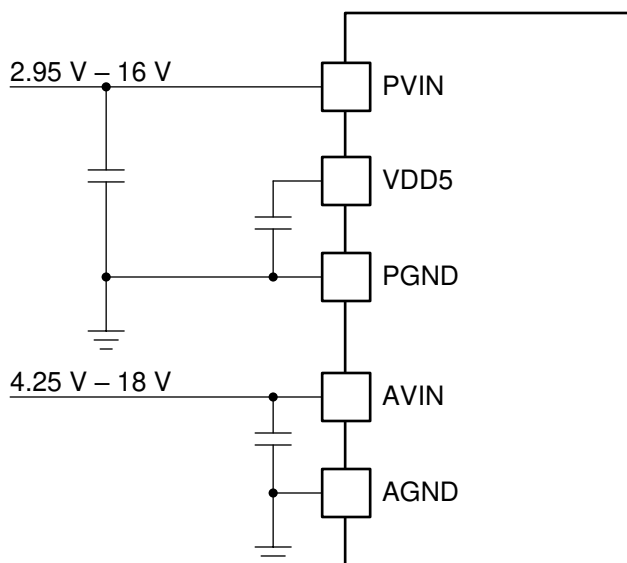 2.95 V – 16 V
PVIN
VDD5
PGND
4.25 V – 18 V
AVIN
AGND